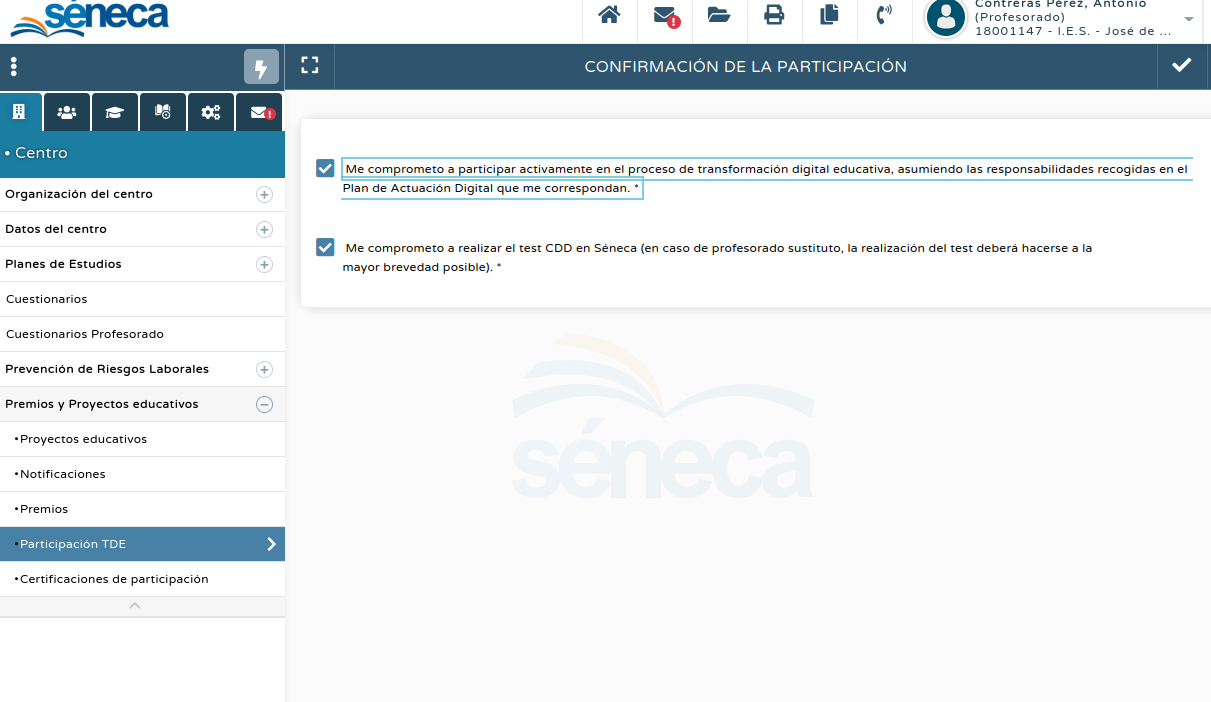 séneca
Contreras Pérez, Antonio
(Profesorado)
18001147 - I.E.S. - José de ...
CONFIRMACIÓN DE LA PARTICIPACIÓN
• Centro
Organización del centro
Datos del centro
Planes de Estudios
Cuestionarios
Cuestionarios Profesorado
Prevención de Riesgos Laborales
Premios y Proyectos educativos
•Proyectos educativos
•Notificaciones
•Premios
•Participación TDE
•Certificaciones de participación
Me comprometo a participar activamente en el proceso de transformación digital educativa, asumiendo las responsabilidades recogidas en el
Plan de Actuación Digital que me correspondan. *
Me comprometo a realizar el test CDD en Séneca (en caso de profesorado sustituto, la realización del test deberá hacerse a la
mayor brevedad posible). *
séneca